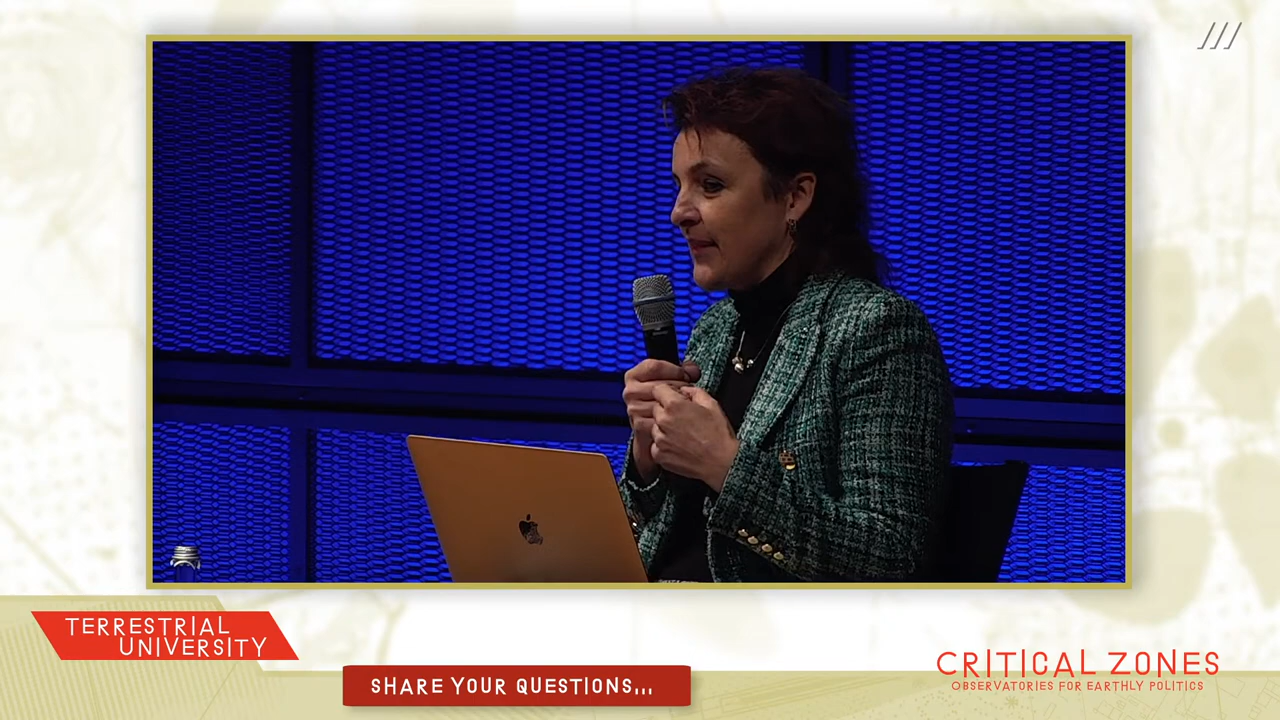 ///
TERRESTRIAL
UNIVERSITY
SHARE YOUR QUESTIONS...
CRITICAL ZONES
OBSERVATORIES FOR EARTHLY POLITICS